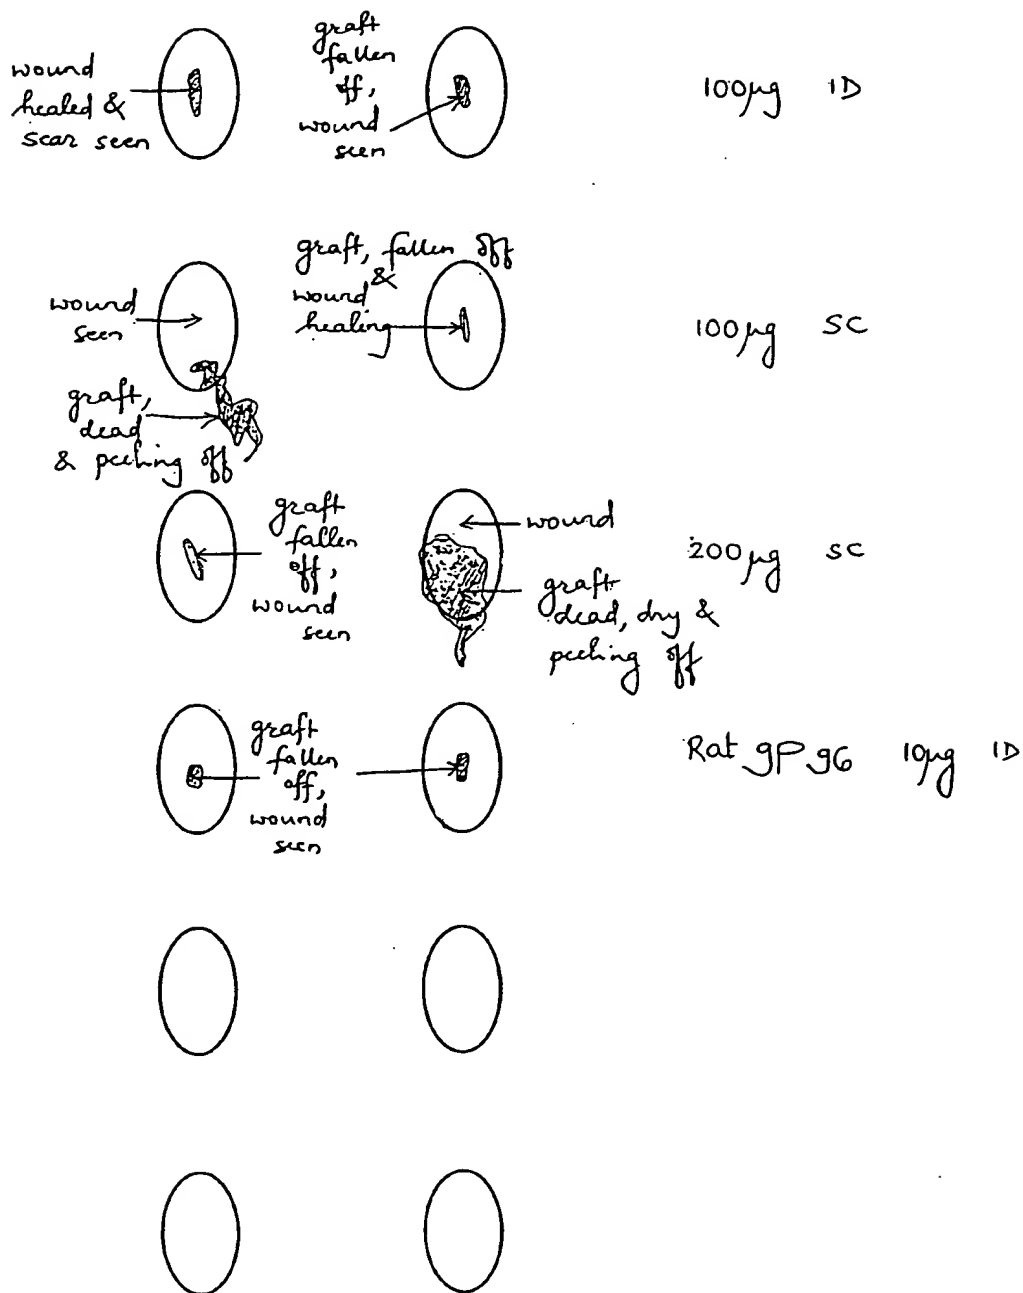 wound
healed &
scar seen
graft
fallen
off,
wound
seen
100µg ID
wound
seen
graft, fallen off
&
wound
healing
100µg SC
graft,
dead
& peeling off
graft
fallen
off,
wound
seen
wound
graft
dead, dry &
peeling off
200µg SC
graft
fallen
off,
wound
seen
Rat gp 96 10µg ID